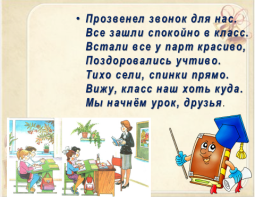 • Прозвенел звонок для нас.
Все зашли спокойно в класс.
Встали все у парт красиво,
Поздоровались учтиво.
Тихо сели, спинки прямо.
Вижу, класс наш хоть куда.
Мы начнём урок, друзья.